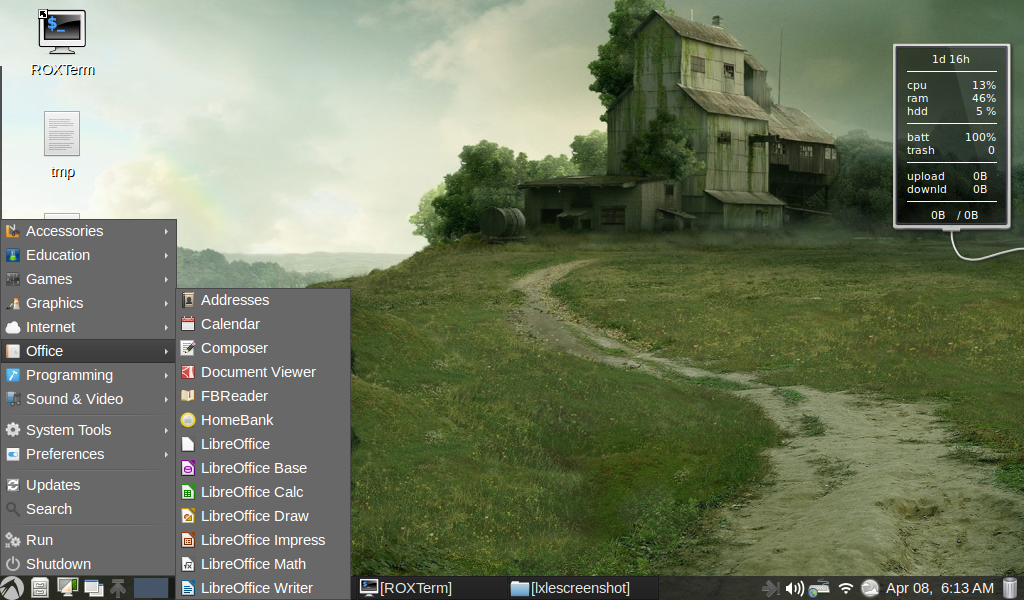 $_
ROXTerm
tmp
1d 16h
cpu 13%
ram 46%
hdd 5 %
batt 100%
trash 0
upload 0B
downld 0B
0B / 0B
Accessories
Education
Games
Graphics
Internet
Office
Programming
Sound & Video
System Tools
Preferences
Updates
Search
Run
Shutdown
Addresses
Calendar
Composer
Document Viewer
FBReader
HomeBank
LibreOffice
LibreOffice Base
LibreOffice Calc
LibreOffice Draw
LibreOffice Impress
LibreOffice Math
LibreOffice Writer
[ROXTerm]
[lxlescreenshot]
Apr 08, 6:13 AM